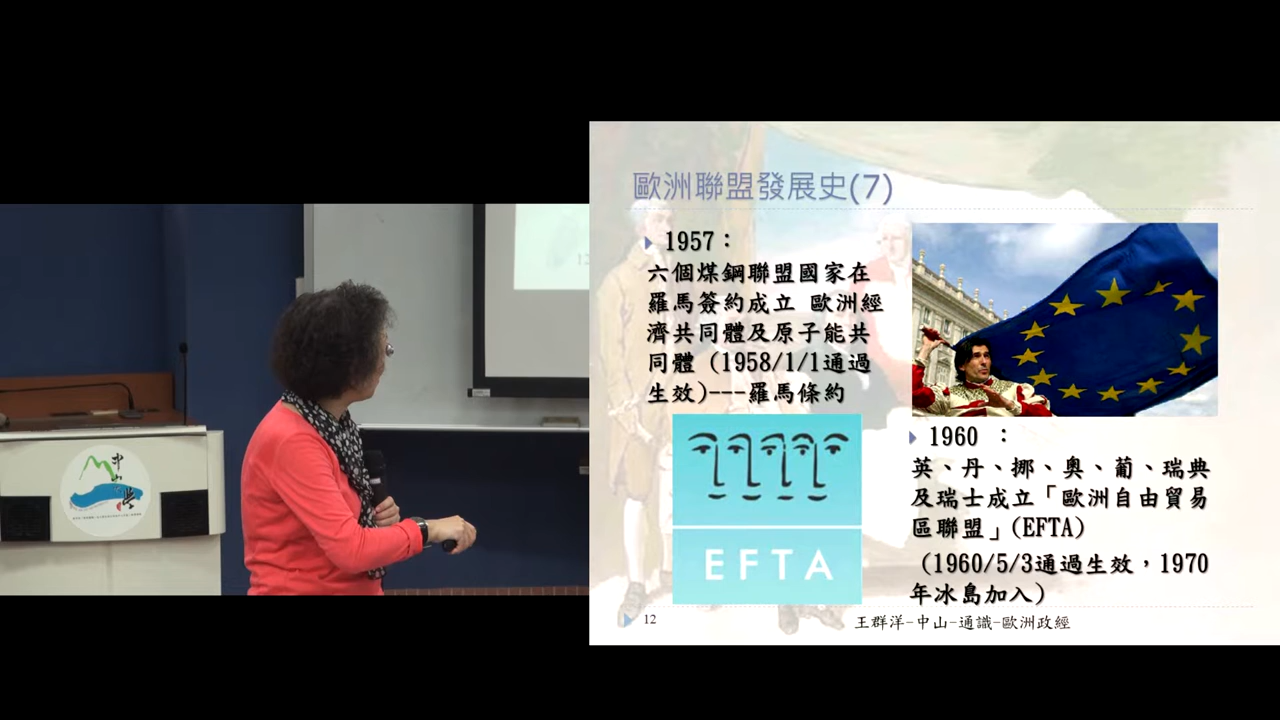 歐洲聯盟發展史(7)
1957：
六個煤鋼聯盟國家在
羅馬簽約成立 歐洲經
濟共同體及原子能共
同體 (1958/1/1通過
生效)---羅馬條約
EFTA
1960 ：
英、丹、挪、奧、葡、瑞典
及瑞士成立「歐洲自由貿易
區聯盟」(EFTA)
(1960/5/3通過生效，1970
年冰島加入)
12
王群洋-中山-通識-歐洲政經
中山
學